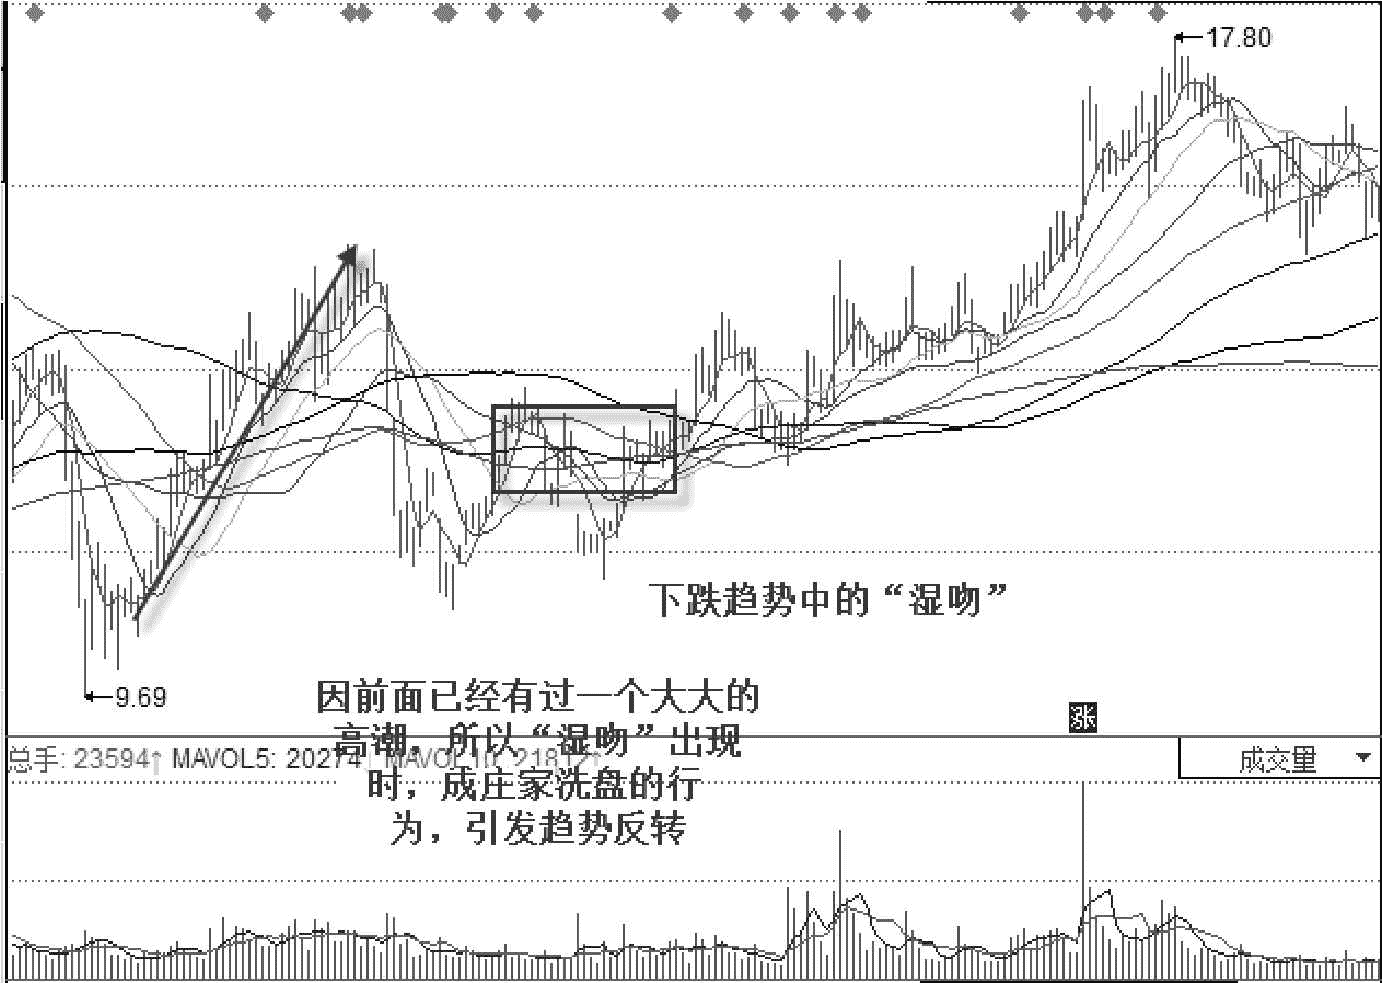 17.80
下跌趋势中的“湿吻”
9.69
因前面已经有过一个大大的
高潮，所以“湿吻”出现
时，成庄家洗盘的行
为，引发趋势反转
涨
总手: 23594↑ MAVOL5: 20274↓ MAVOL10: 21812↑
成交量